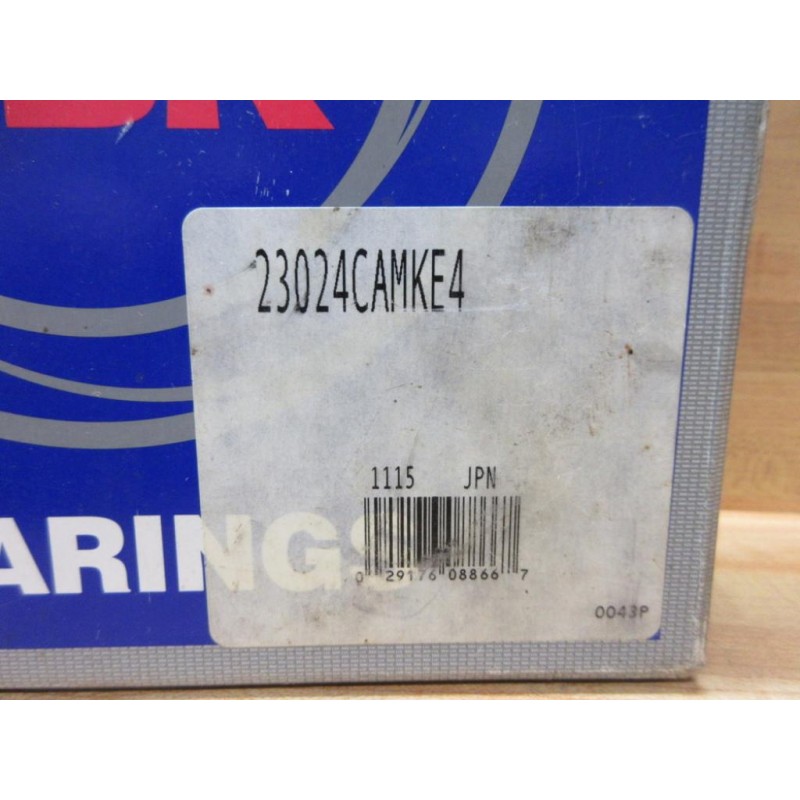 23024CAMKE4
1115 JPN
ARINGS
0 29176 08866 7
0043P